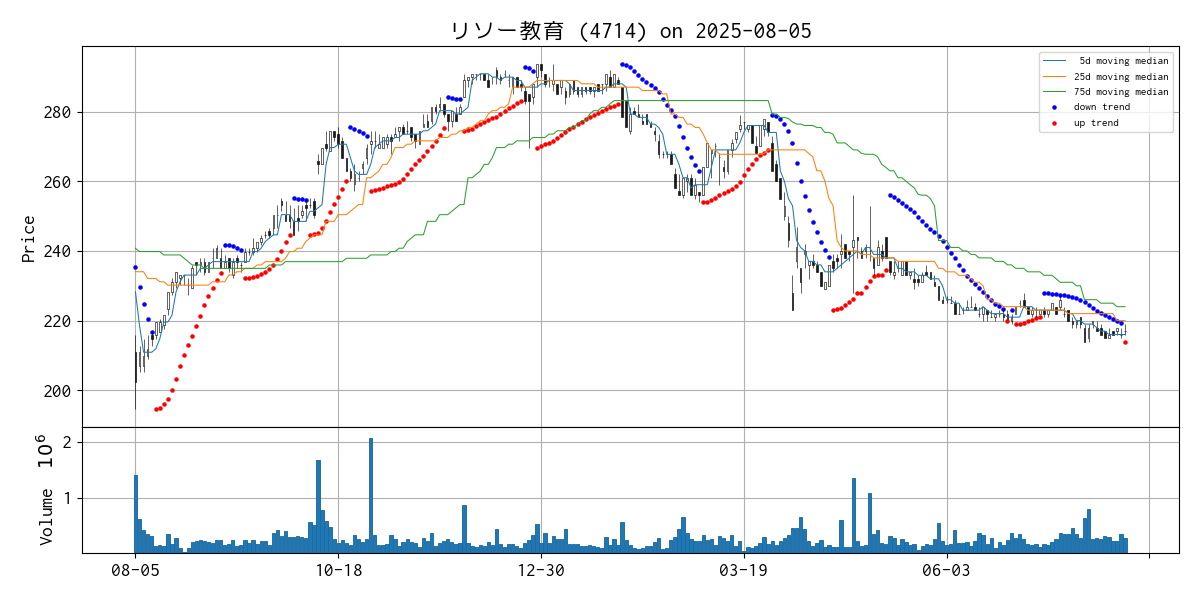 リソー教育 (4714) on 2025-08-05
5d moving median
25d moving median
75d moving median
down trend
up trend
Price
280
260
240
220
200
Volume 10^6
2
1
08-05
10-18
12-30
03-19
06-03